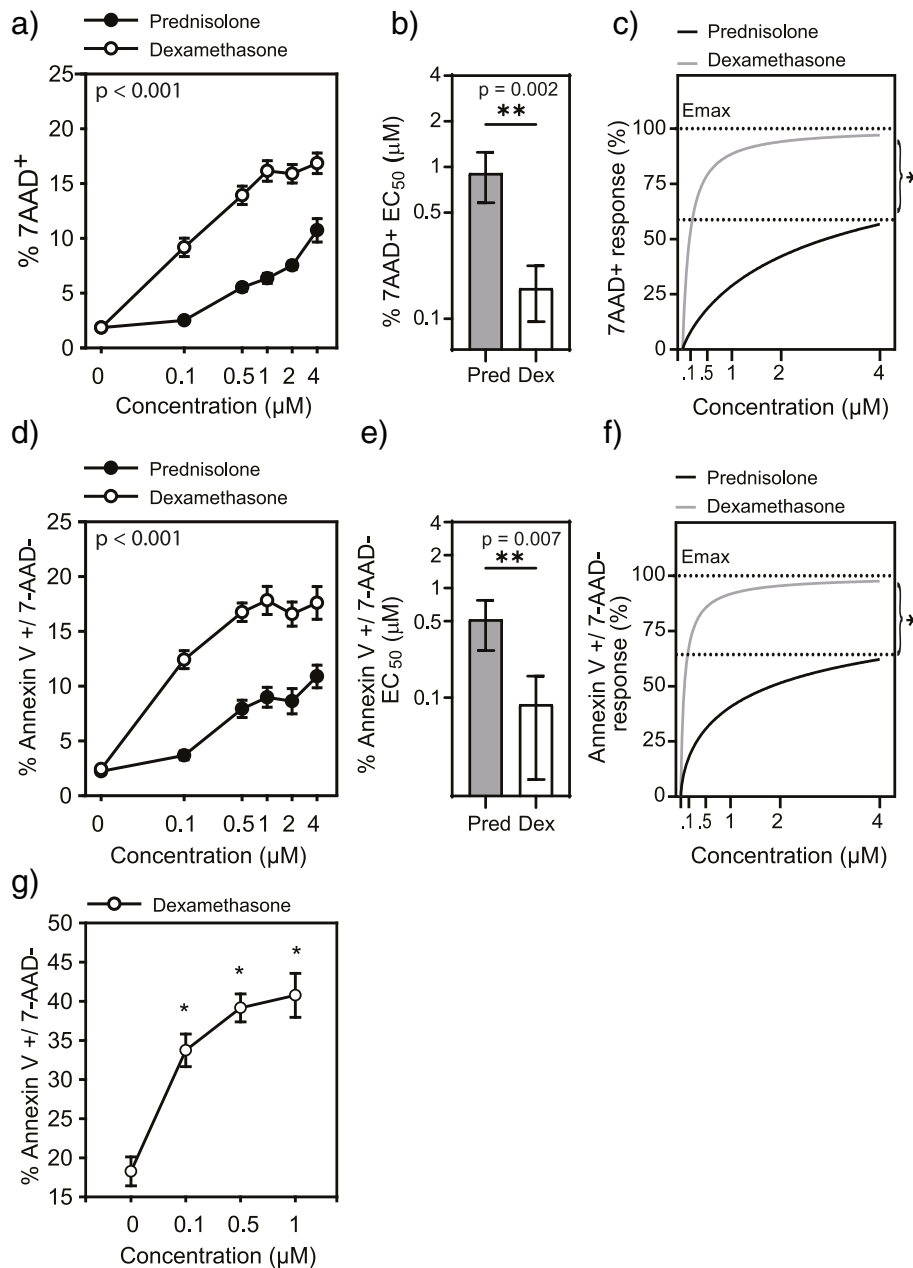 a)
Prednisolone
Dexamethasone
25
20
15
10
5
0
% 7AAD+
p < 0.001
0 0.1 0.5 1 2 4
Concentration (µM)
b)
4
2
1
0.5
0.1
% 7AAD+ EC50 (µM)
p = 0.002
**
Pred Dex
c)
Prednisolone
Dexamethasone
Emax
100
75
50
25
0
7AAD+ response (%)
*
.1 .5 1 2 4
Concentration (µM)
d)
Prednisolone
Dexamethasone
25
20
15
10
5
0
% Annexin V +/ 7-AAD-
p < 0.001
0 0.1 0.5 1 2 4
Concentration (µM)
e)
4
2
1
0.5
0.1
% Annexin V +/ 7-AAD-
EC50 (µM)
p = 0.007
**
Pred Dex
f)
Prednisolone
Dexamethasone
Emax
100
75
50
25
0
Annexin V +/ 7-AAD-
response (%)
*
.1 .5 1 2 4
Concentration (µM)
g)
Dexamethasone
50
45
40
35
30
25
20
15
% Annexin V +/ 7-AAD-
* * *
0 0.1 0.5 1
Concentration (µM)